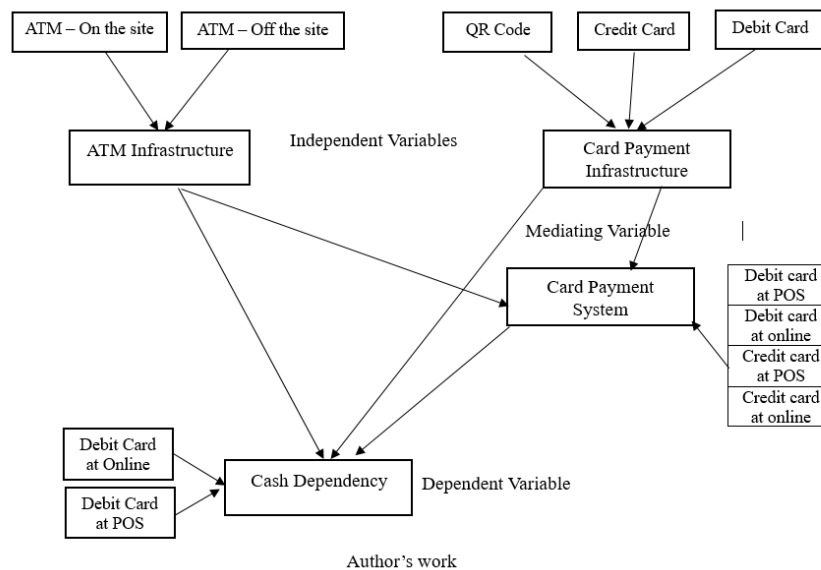 ATM – On the site
ATM – Off the site
QR Code
Credit Card
Debit Card
ATM Infrastructure
Independent Variables
Card Payment
Infrastructure
Mediating Variable
Card Payment
System
Debit card
at POS
Debit card
at online
Credit card
at POS
Credit card
at online
Debit Card
at Online
Debit Card
at POS
Cash Dependency
Dependent Variable
Author's work